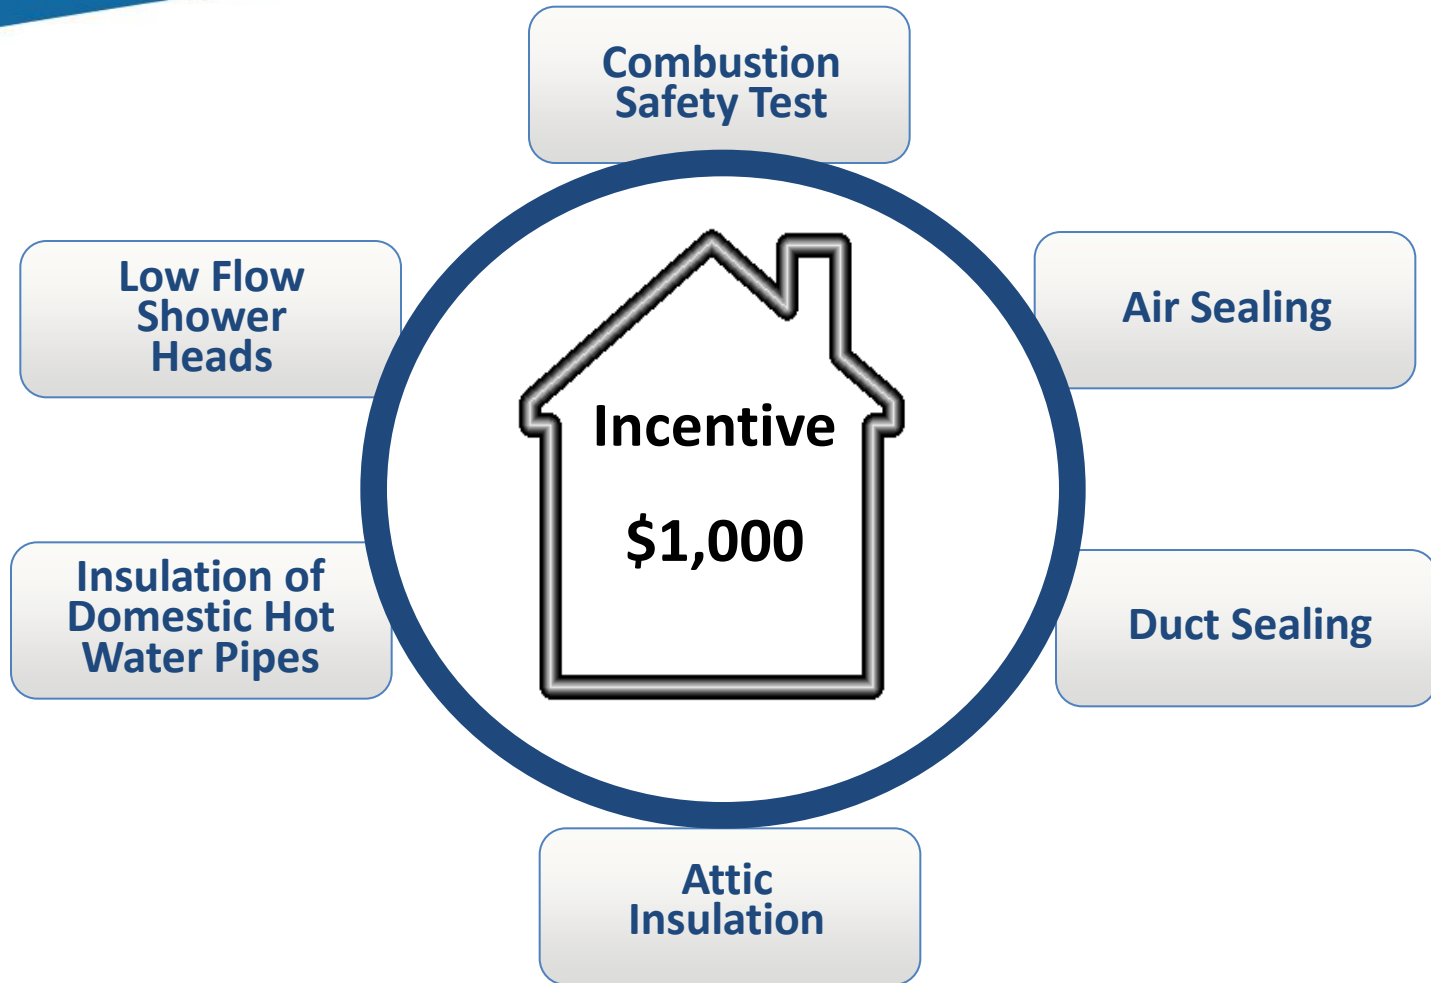 Combustion
Safety Test
Low Flow
Shower
Heads
Air Sealing
Incentive
$1,000
Insulation of
Domestic Hot
Water Pipes
Duct Sealing
Attic
Insulation